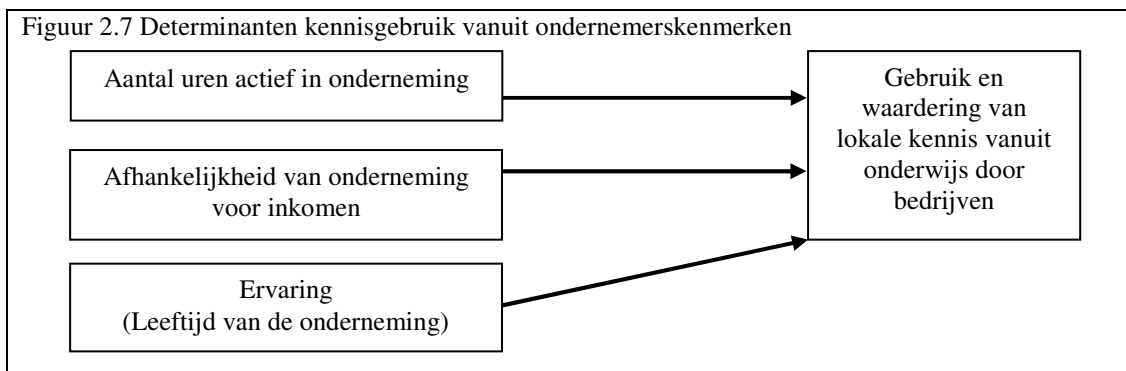 Figuur 2.7 Determinanten kennisgebruik vanuit ondernemerskenmerken
Aantal uren actief in onderneming
Afhankelijkheid van onderneming
voor inkomen
Ervaring
(Leeftijd van de onderneming)
Gebruik en
waardering van
lokale kennis vanuit
onderwijs door
bedrijven